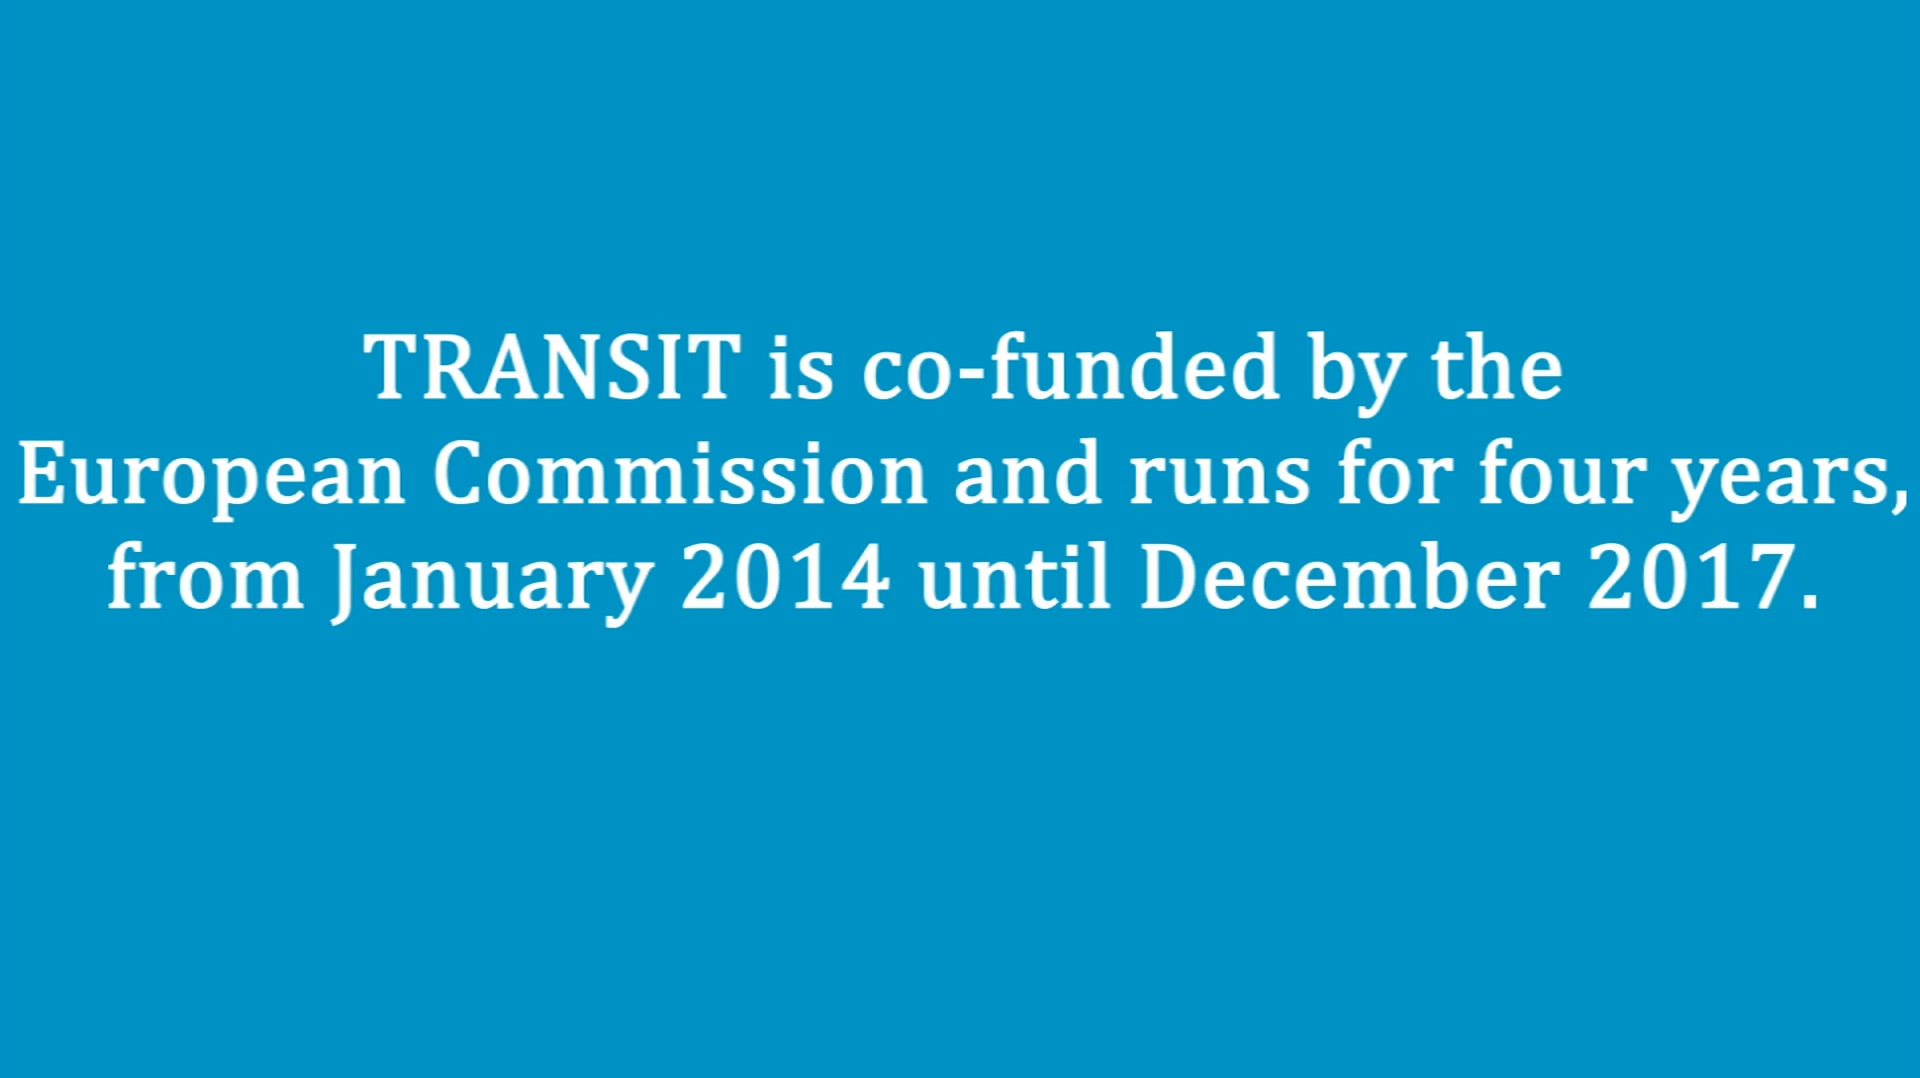 TRANSIT is co-funded by the
European Commission and runs for four years,
from January 2014 until December 2017.